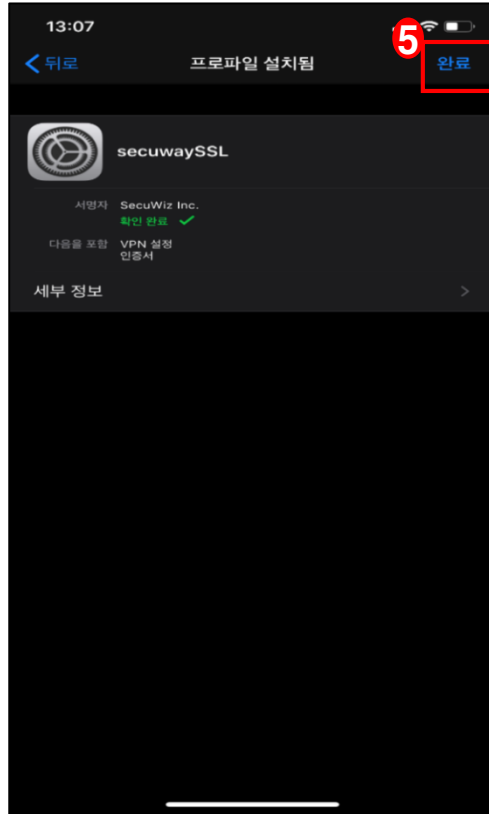 13:07
5
뒤로
프로파일 설치됨
완료
secuwaySSL
서명자 SecuWiz Inc.
확인 완료
다음을 포함 VPN 설정
인증서
세부 정보